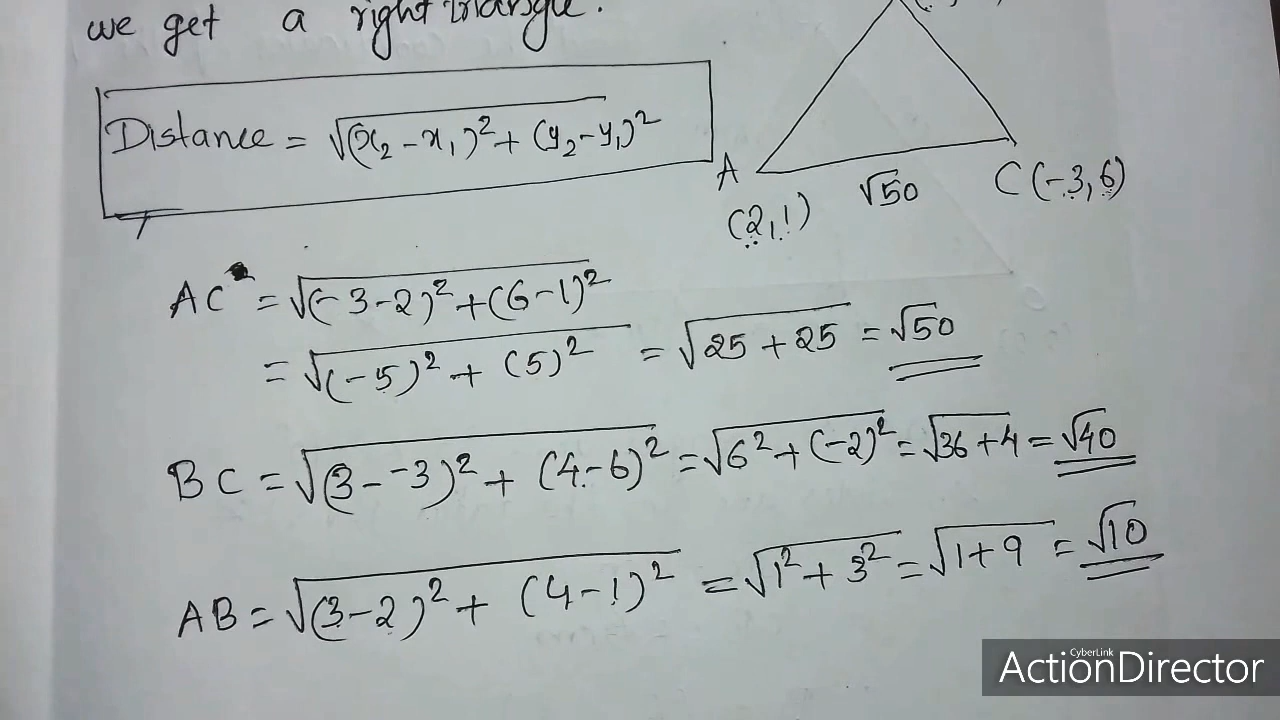 we get a right triangle.
Distance = √(x₂-x₁)²+(y₂-y₁)²
A
√50
C(-3,6)
(2,1)
AC = √(-3-2)²+(6-1)²
= √(-5)²+(5)² = √25+25 = √50
BC = √(3--3)²+(4-6)² = √6²+(-2)² = √36+4 = √40
AB = √(3-2)²+(4-1)² = √1²+3² = √1+9 = √10
CyberLink
ActionDirector